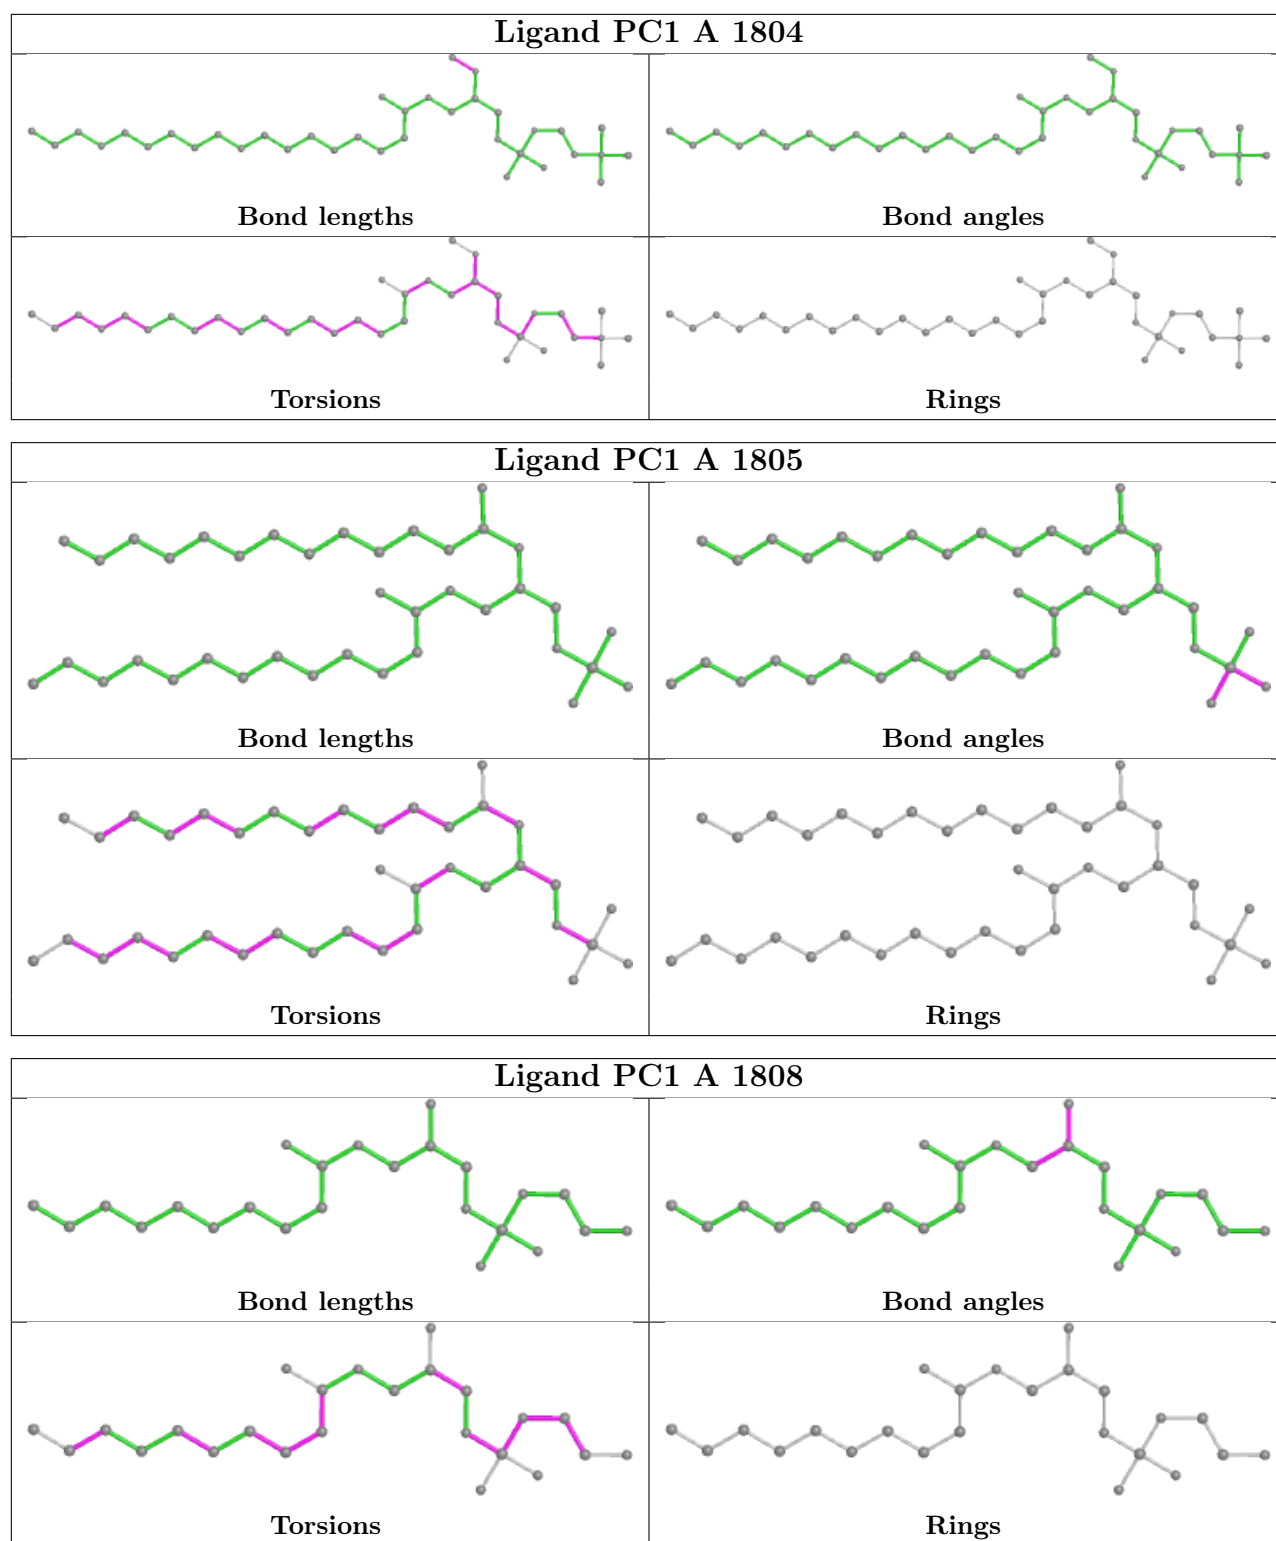 Ligand PC1 A 1804
Bond lengths
Bond angles
Torsions
Rings
Ligand PC1 A 1805
Bond lengths
Bond angles
Torsions
Rings
Ligand PC1 A 1808
Bond lengths
Bond angles
Torsions
Rings